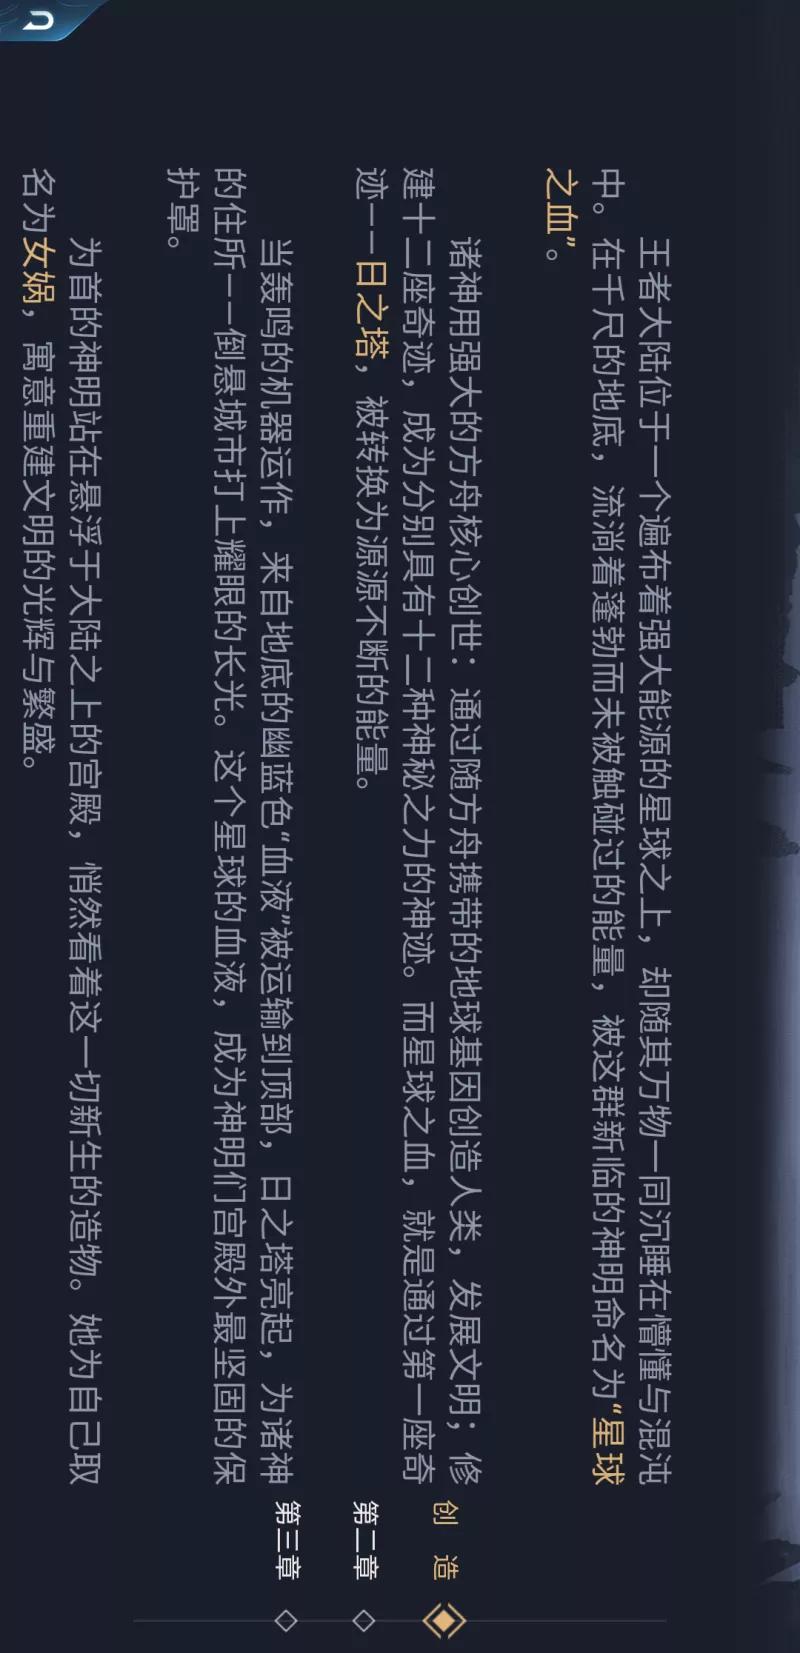 王者大陆位于一个遍布着强大能源的星球之上，却随其万物一同沉睡在懵懂与混沌
中。在千尺的地底，流淌着蓬勃而未被触碰过的能量，被这群新临的神明命名为“星球
之血”。
诸神用强大的方舟核心创世：通过随方舟携带的地球基因创造人类，发展文明；修
建十二座奇迹，成为分别具有十二种神秘之力的神迹。而星球之血，就是通过第一座奇
迹——日之塔，被转换为源源不断的能量。
当轰鸣的机器运作，来自地底的幽蓝色“血液”被运输到顶部，日之塔亮起，为诸神
的住所——倒悬城市打上耀眼的长光。这个星球的血液，成为神明们宫殿外最坚固的保
护罩。
为首的神明站在悬浮于大陆之上的宫殿，悄然看着这一切新生的造物。她为自己取
名为女娲，寓意重建文明的光辉与繁盛。
创 造
第二章
第三章